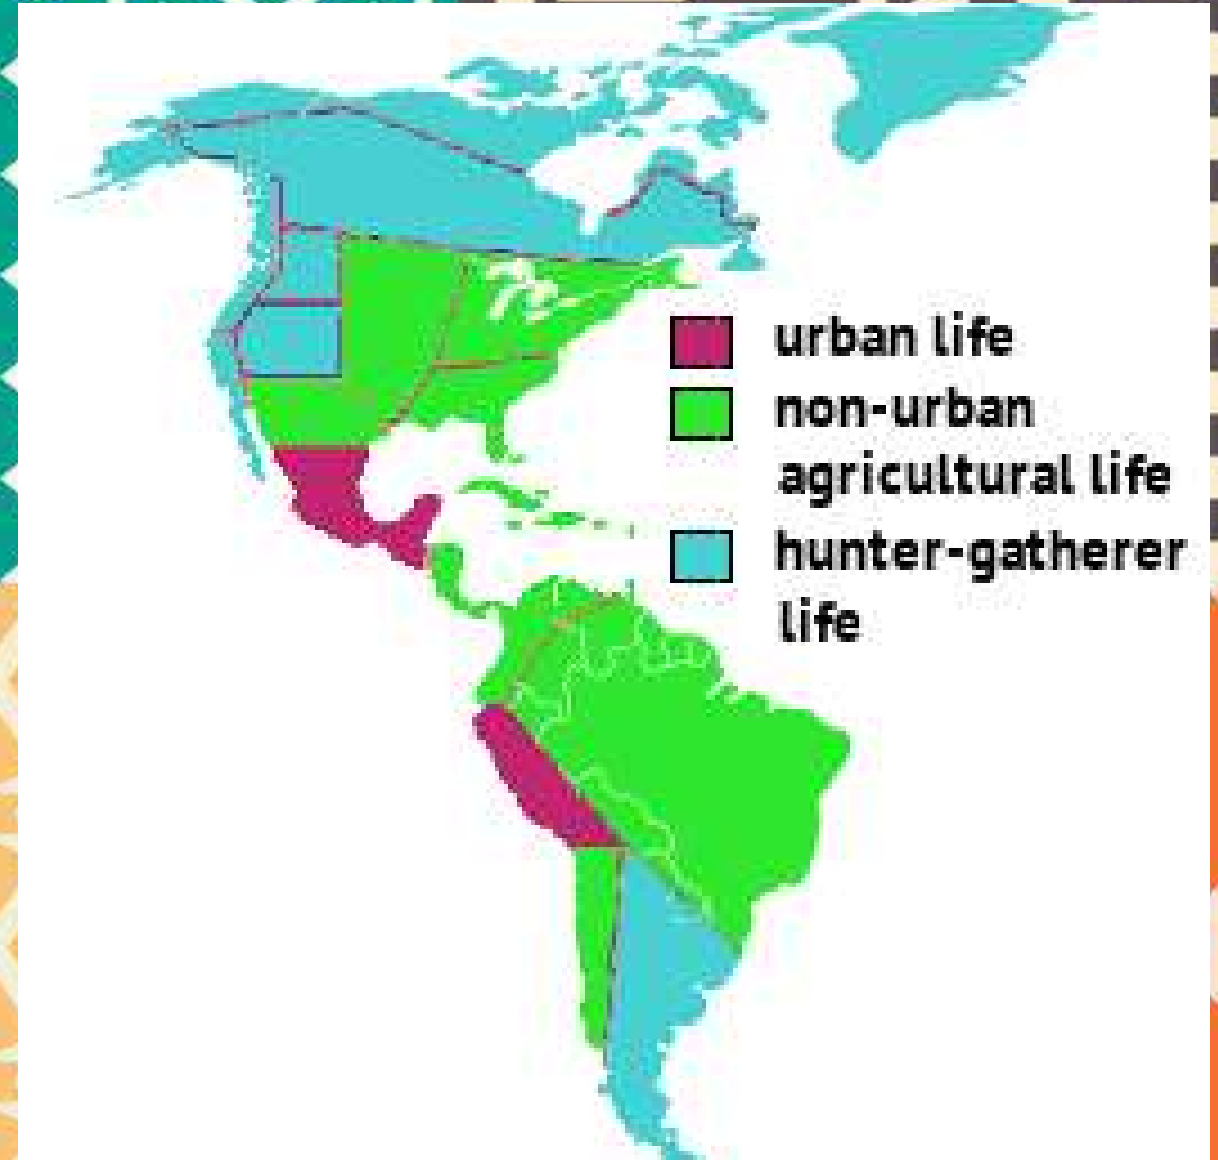 urban life
non-urban
agricultural life
hunter-gatherer
life